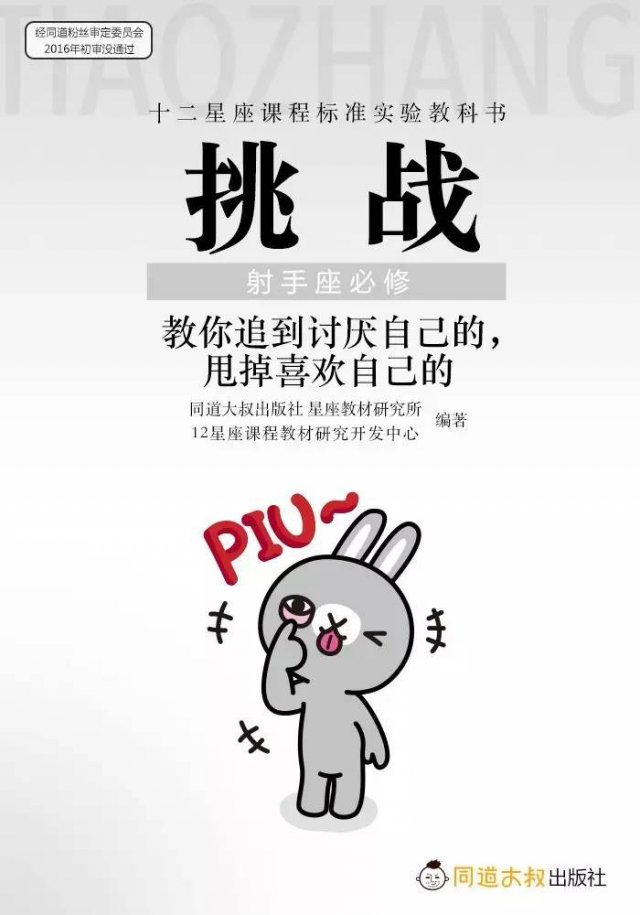 经同道粉丝审定委员会
2016年初审没通过
TIAOZHANG
十二星座课程标准实验教科书
挑战
射手座必修
教你追到讨厌自己的，
甩掉喜欢自己的
同道大叔出版社 星座教材研究所
12星座课程教材研究开发中心
编著
PIU~
同道大叔出版社